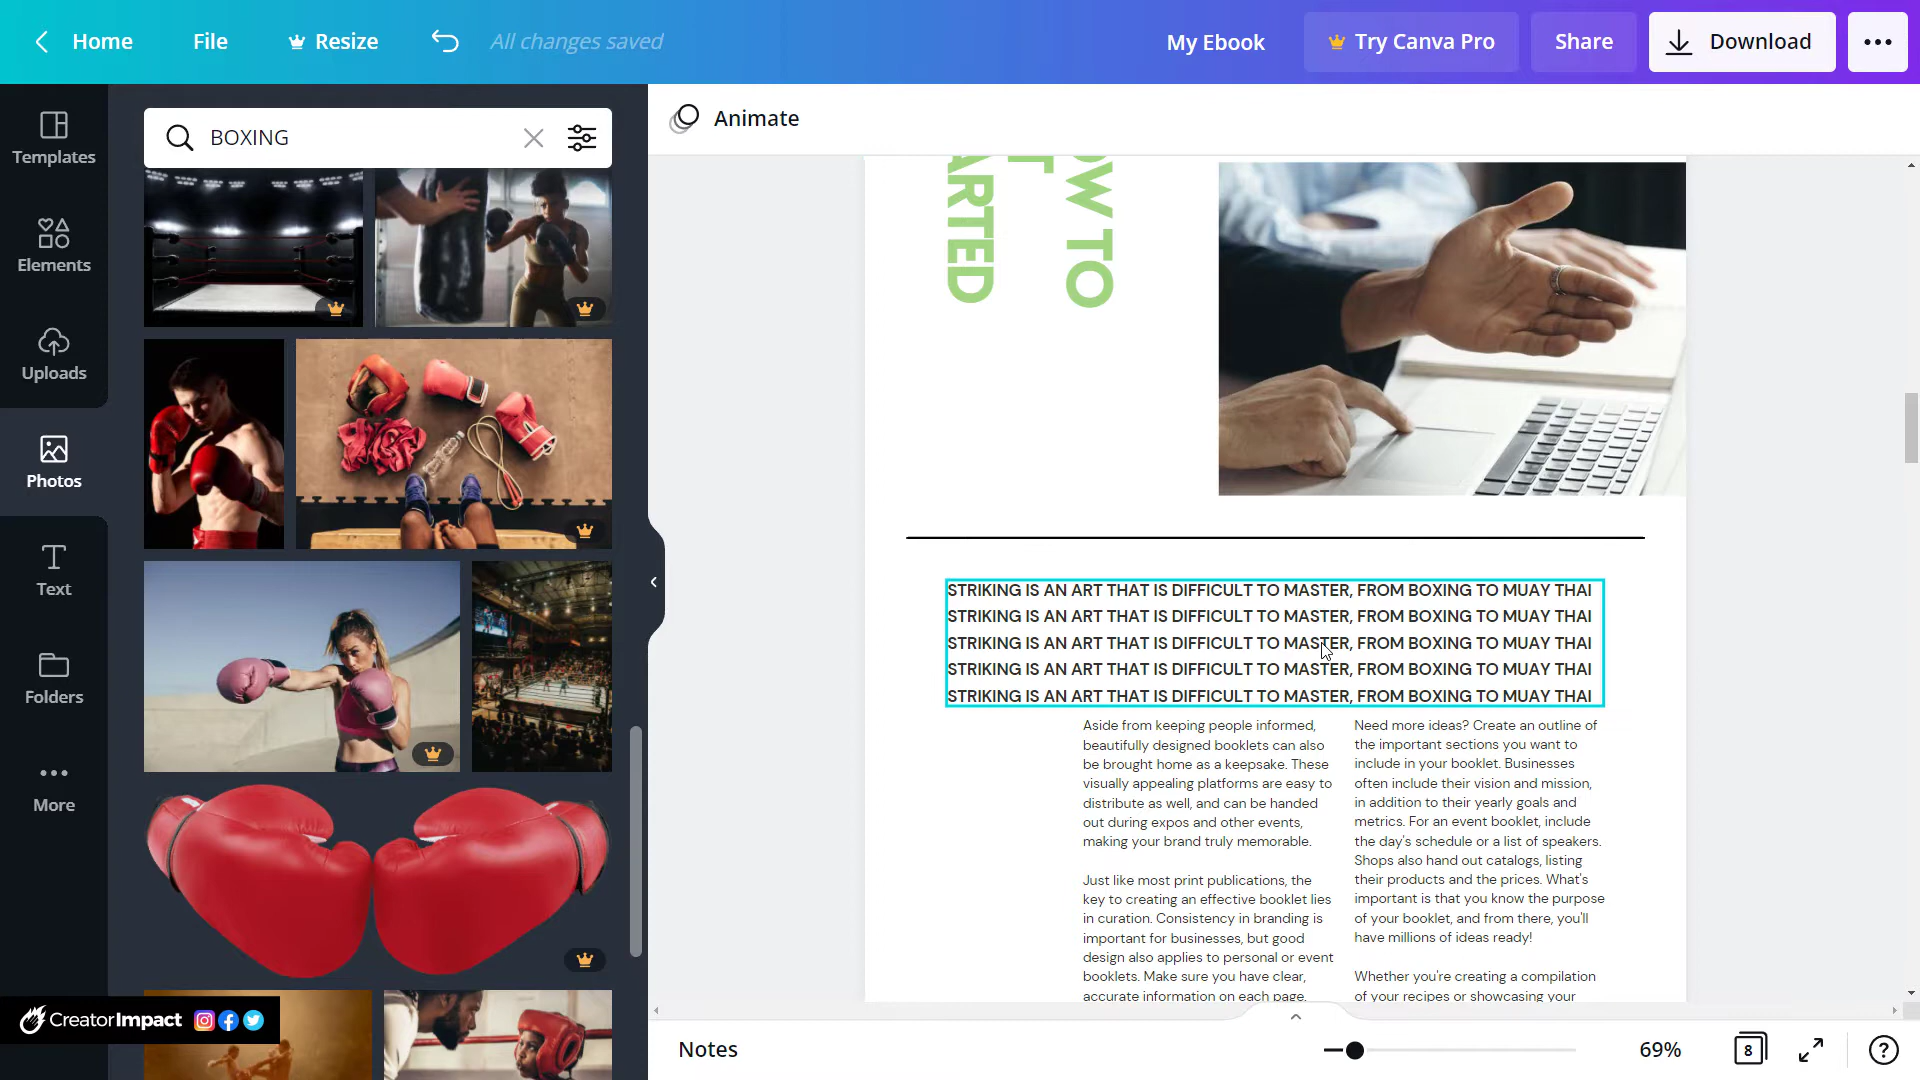 Home
File
Resize
All changes saved
My Ebook
Try Canva Pro
Share
Download
Templates
Elements
Uploads
Photos
Text
Folders
More
BOXING
Animate
OW TO
T
ARTED
STRIKING IS AN ART THAT IS DIFFICULT TO MASTER, FROM BOXING TO MUAY THAI
STRIKING IS AN ART THAT IS DIFFICULT TO MASTER, FROM BOXING TO MUAY THAI
STRIKING IS AN ART THAT IS DIFFICULT TO MASTER, FROM BOXING TO MUAY THAI
STRIKING IS AN ART THAT IS DIFFICULT TO MASTER, FROM BOXING TO MUAY THAI
STRIKING IS AN ART THAT IS DIFFICULT TO MASTER, FROM BOXING TO MUAY THAI
Aside from keeping people informed,
beautifully designed booklets can also
be brought home as a keepsake. These
visually appealing platforms are easy to
distribute as well, and can be handed
out during expos and other events,
making your brand truly memorable.
Just like most print publications, the
key to creating an effective booklet lies
in curation. Consistency in branding is
important for businesses, but good
design also applies to personal or event
booklets. Make sure you have clear,
accurate information on each page.
Need more ideas? Create an outline of
the important sections you want to
include in your booklet. Businesses
often include their vision and mission,
in addition to their yearly goals and
metrics. For an event booklet, include
the day's schedule or a list of speakers.
Shops also hand out catalogs, listing
their products and the prices. What's
important is that you know the purpose
of your booklet, and from there, you'll
have millions of ideas ready!
Whether you're creating a compilation
of your recipes or showcasing your
CreatorImpact
Notes
69%
8
?